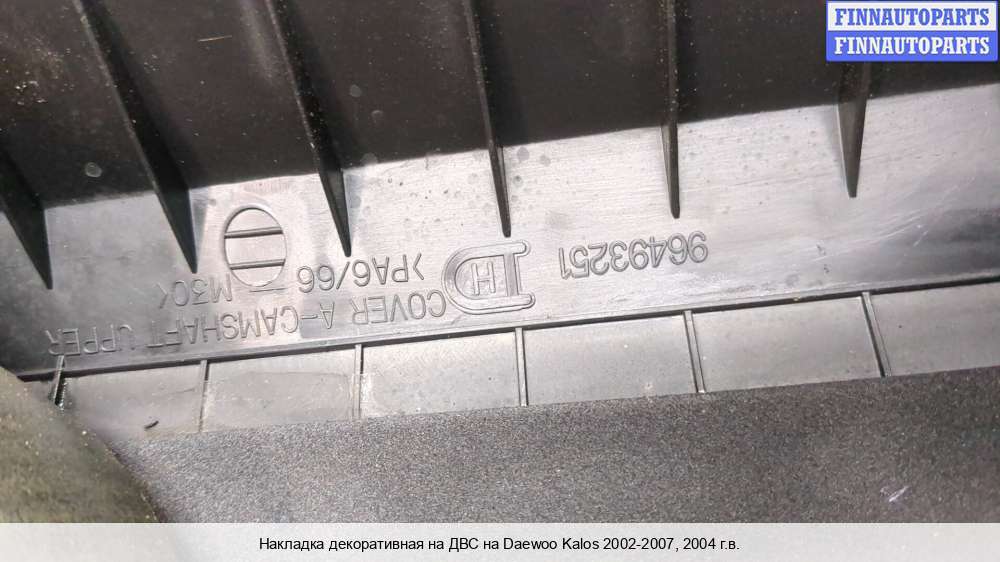 FINNAUTOPARTS
FINNAUTOPARTS
96493251
DH
COVER A-CAMSHAFT UPPER
>PA6/66 - M30<
Накладка декоративная на ДВС на Daewoo Kalos 2002-2007, 2004 г.в.